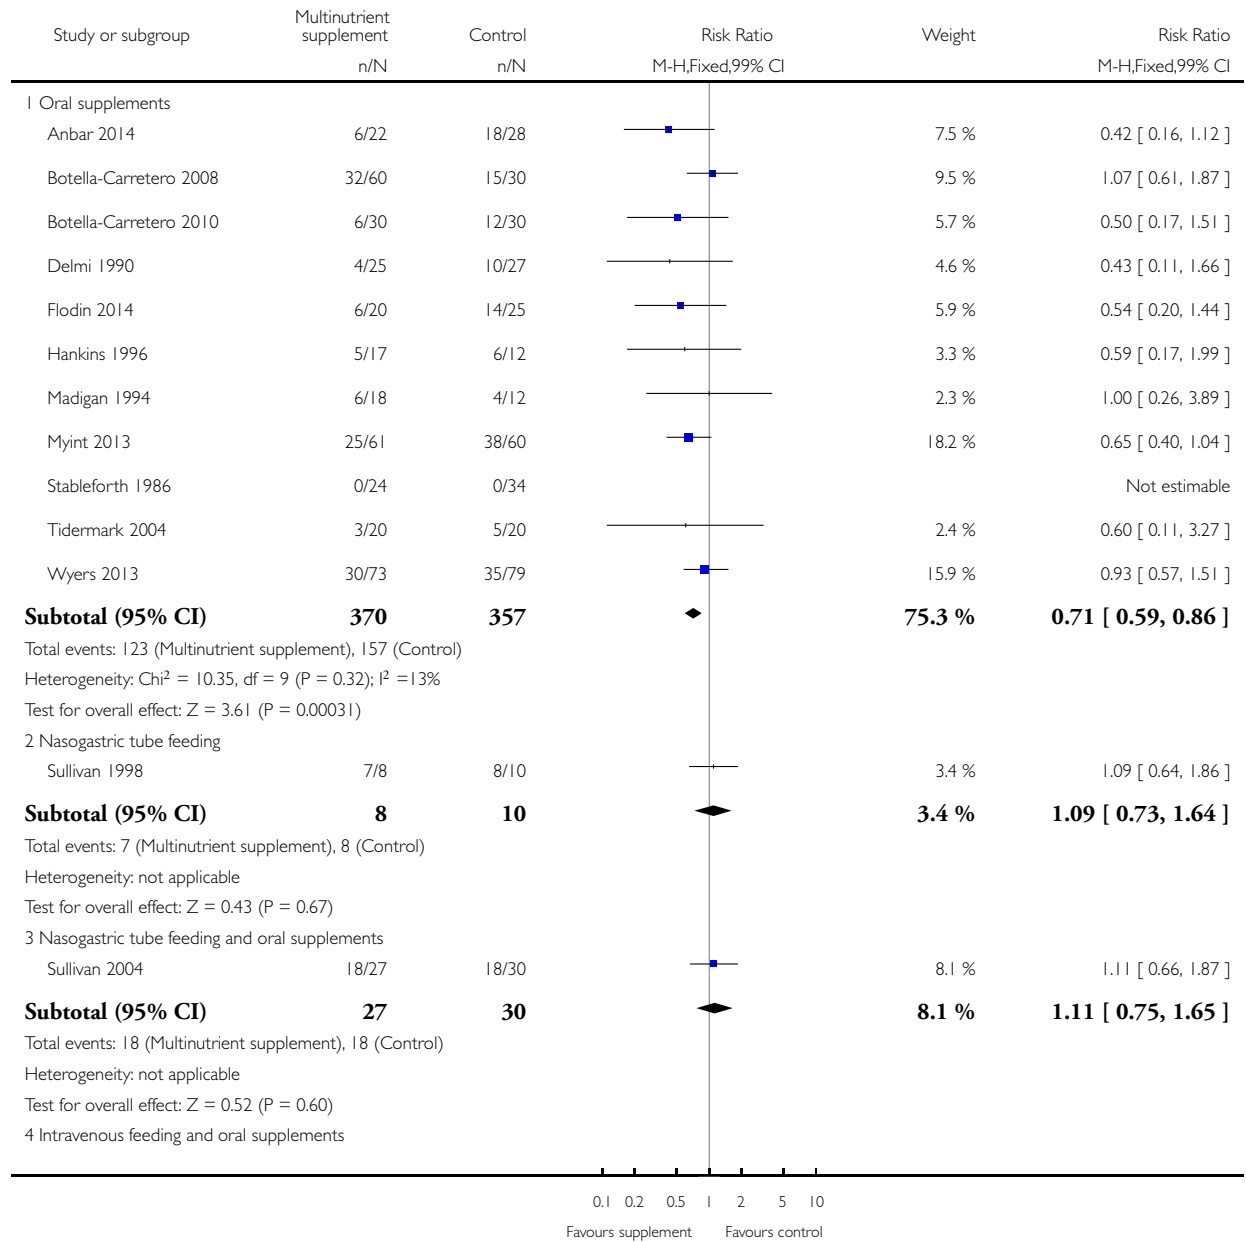 Study or subgroup Multinutrient supplement Control Risk Ratio Weight Risk Ratio
n/N n/N M-H,Fixed,99% CI M-H,Fixed,99% CI
1 Oral supplements
Anbar 2014 6/22 18/28 7.5 % 0.42 [ 0.16, 1.12 ]
Botella-Carretero 2008 32/60 15/30 9.5 % 1.07 [ 0.61, 1.87 ]
Botella-Carretero 2010 6/30 12/30 5.7 % 0.50 [ 0.17, 1.51 ]
Delmi 1990 4/25 10/27 4.6 % 0.43 [ 0.11, 1.66 ]
Flodin 2014 6/20 14/25 5.9 % 0.54 [ 0.20, 1.44 ]
Hankins 1996 5/17 6/12 3.3 % 0.59 [ 0.17, 1.99 ]
Madigan 1994 6/18 4/12 2.3 % 1.00 [ 0.26, 3.89 ]
Myint 2013 25/61 38/60 18.2 % 0.65 [ 0.40, 1.04 ]
Stableforth 1986 0/24 0/34 Not estimable
Tidermark 2004 3/20 5/20 2.4 % 0.60 [ 0.11, 3.27 ]
Wyers 2013 30/73 35/79 15.9 % 0.93 [ 0.57, 1.51 ]
Subtotal (95% CI) 370 357 75.3 % 0.71 [ 0.59, 0.86 ]
Total events: 123 (Multinutrient supplement), 157 (Control)
Heterogeneity: Chi² = 10.35, df = 9 (P = 0.32); I² =13%
Test for overall effect: Z = 3.61 (P = 0.00031)
2 Nasogastric tube feeding
Sullivan 1998 7/8 8/10 3.4 % 1.09 [ 0.64, 1.86 ]
Subtotal (95% CI) 8 10 3.4 % 1.09 [ 0.73, 1.64 ]
Total events: 7 (Multinutrient supplement), 8 (Control)
Heterogeneity: not applicable
Test for overall effect: Z = 0.43 (P = 0.67)
3 Nasogastric tube feeding and oral supplements
Sullivan 2004 18/27 18/30 8.1 % 1.11 [ 0.66, 1.87 ]
Subtotal (95% CI) 27 30 8.1 % 1.11 [ 0.75, 1.65 ]
Total events: 18 (Multinutrient supplement), 18 (Control)
Heterogeneity: not applicable
Test for overall effect: Z = 0.52 (P = 0.60)
4 Intravenous feeding and oral supplements
0.1 0.2 0.5 1 2 5 10
Favours supplement Favours control